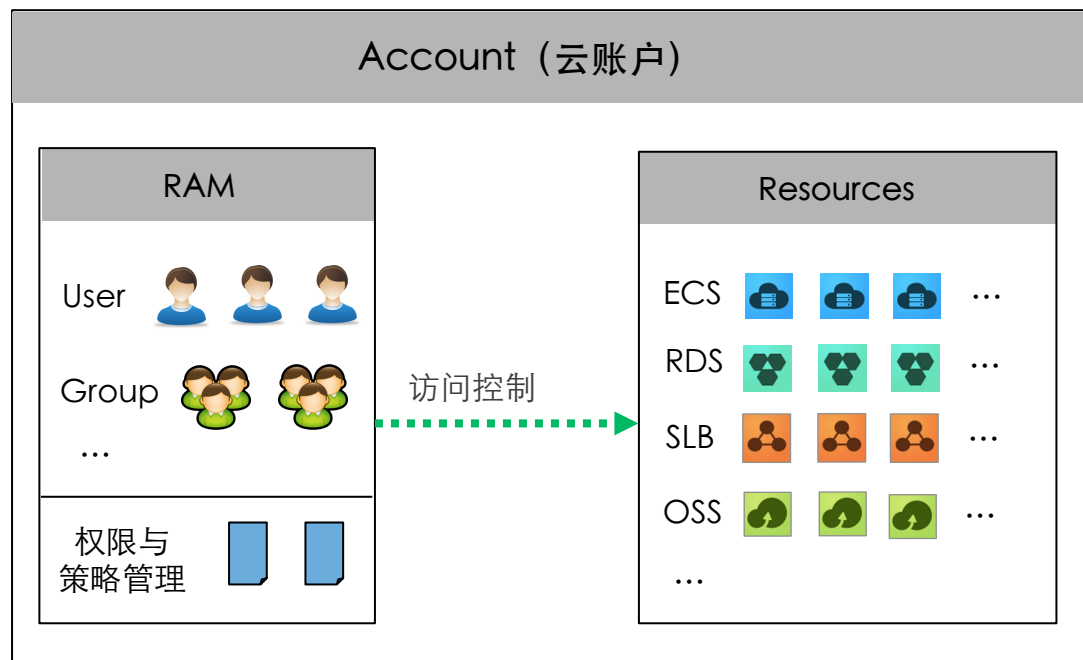 Account（云账户)
RAM
User
Group
...
权限与
策略管理
访问控制
Resources
ECS
...
RDS
...
SLB
...
OSS
...
...